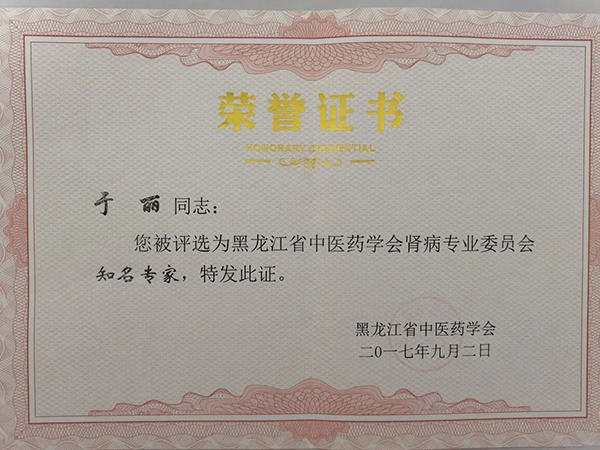 荣誉证书
HONORARY CREDENTIAL
于 丽 同志：
您被评选为黑龙江省中医药学会肾病专业委员会
知名专家，特发此证。
黑龙江省中医药学会
二〇一七年九月二日